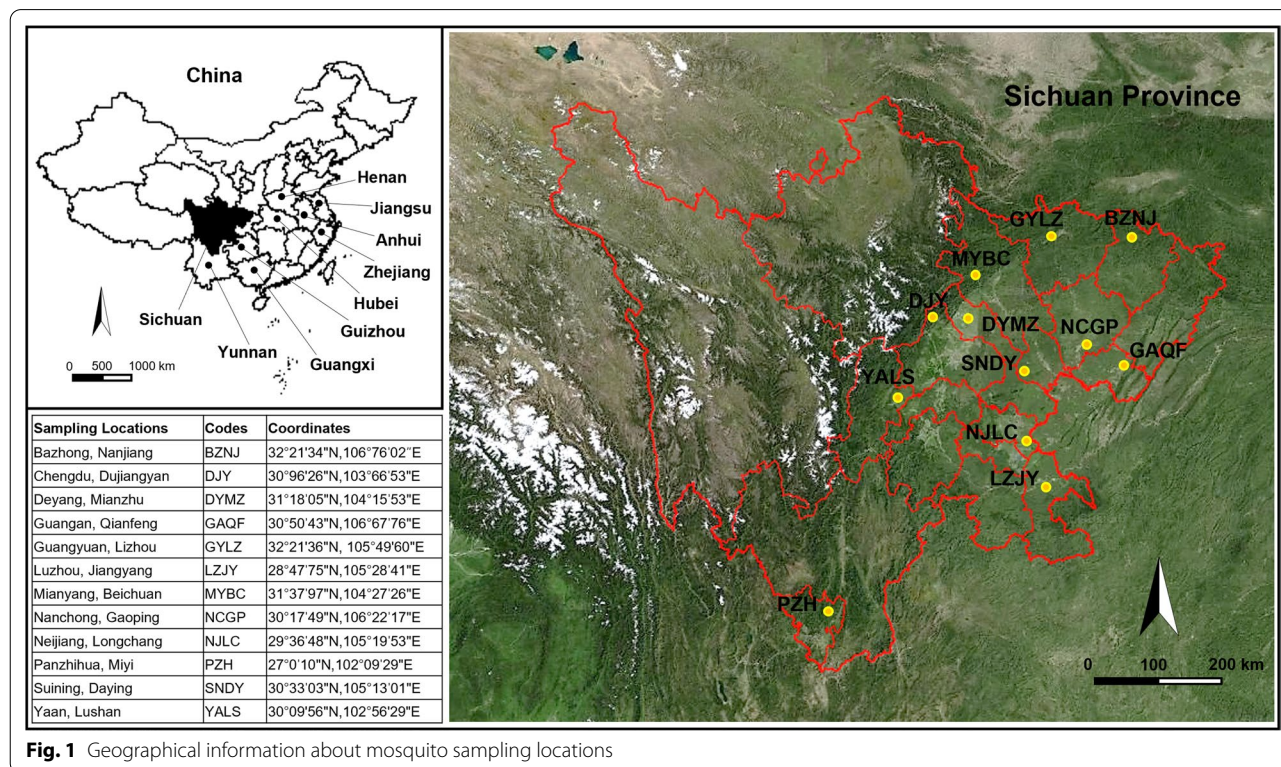 China
Henan
Jiangsu
Anhui
Zhejiang
Hubei
Guizhou
Guangxi
Yunnan
Sichuan
0 500 1000 km
Sampling Locations Codes Coordinates
Bazhong, Nanjiang BZNJ 32°21'34"N,106°76'02"E
Chengdu, Dujiangyan DJY 30°96'26"N,103°66'53"E
Deyang, Mianzhu DYMZ 31°18'05"N,104°15'53"E
Guangan, Qianfeng GAQF 30°50'43"N,106°67'76"E
Guangyuan, Lizhou GYLZ 32°21'36"N, 105°49'60"E
Luzhou, Jiangyang LZJY 28°47'75"N,105°28'41"E
Mianyang, Beichuan MYBC 31°37'97"N,104°27'26"E
Nanchong, Gaoping NCGP 30°17'49"N,106°22'17"E
Neijiang, Longchang NJLC 29°36'48"N,105°19'53"E
Panzhihua, Miyi PZH 27°0'10"N,102°09'29"E
Suining, Daying SNDY 30°33'03"N,105°13'01"E
Yaan, Lushan YALS 30°09'56"N,102°56'29"E
Sichuan Province
GYLZ
BZNJ
MYBC
DJY
DYMZ
NCGP
GAQF
SNDY
YALS
NJLC
LZJY
PZH
0 100 200 km
Fig. 1 Geographical information about mosquito sampling locations